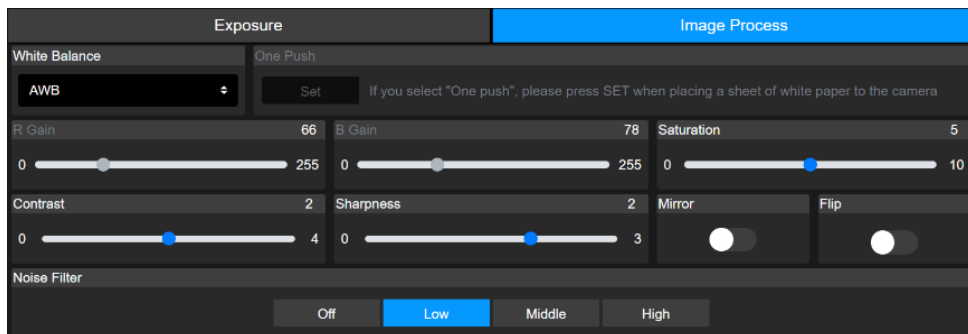 Exposure
Image Process
White Balance
One Push
AWB
Set
If you select "One push", please press SET when placing a sheet of white paper to the camera
R Gain 66
B Gain 78
Saturation 5
0 255
0 255
0 10
Contrast 2
Sharpness 2
Mirror
Flip
0 4
0 3
Noise Filter
Off Low Middle High